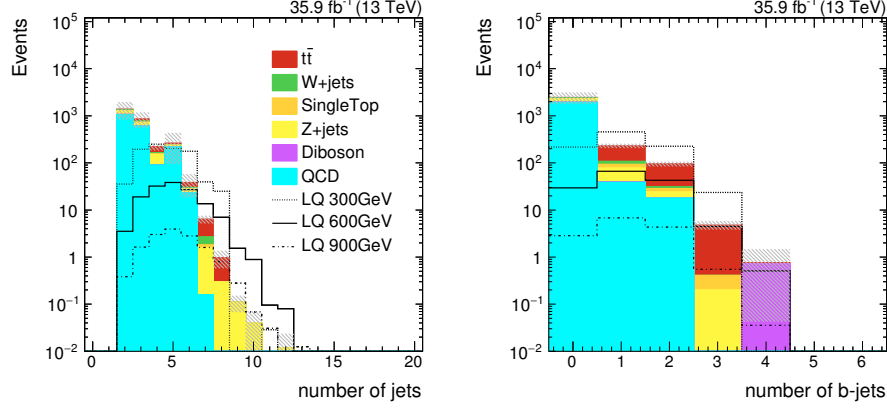 35.9 fb⁻¹ (13 TeV)
Events
10⁵
10⁴
10³
10²
10
1
10⁻¹
10⁻²
tt̄
W+jets
SingleTop
Z+jets
Diboson
QCD
LQ 300GeV
LQ 600GeV
LQ 900GeV
0 5 10 15 20
number of jets
35.9 fb⁻¹ (13 TeV)
Events
10⁵
10⁴
10³
10²
10
1
10⁻¹
10⁻²
0 1 2 3 4 5 6
number of b-jets